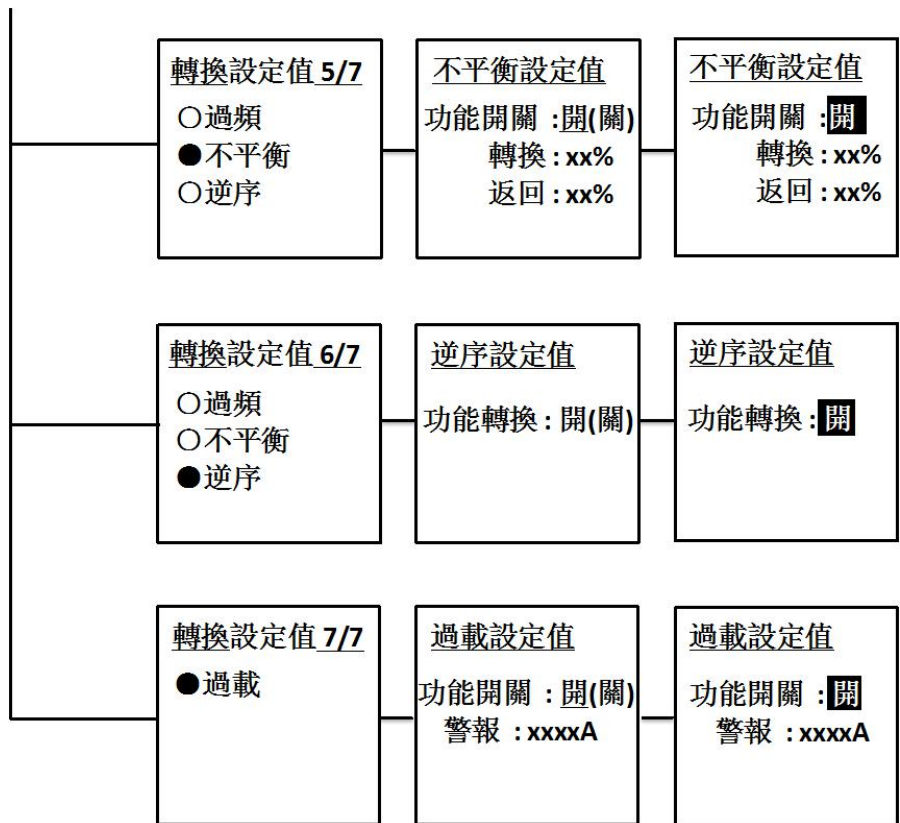 轉換設定值 5/7
○過頻
●不平衡
○逆序
不平衡設定值
功能開關 :開(關)
轉換 : xx%
返回 : xx%
不平衡設定值
功能開關 :開
轉換 : xx%
返回 : xx%
轉換設定值 6/7
○過頻
○不平衡
●逆序
逆序設定值
功能轉換 : 開(關)
逆序設定值
功能轉換 : 開
轉換設定值 7/7
●過載
過載設定值
功能開關 : 開(關)
警報 : xxxxA
過載設定值
功能開關 : 開
警報 : xxxxA